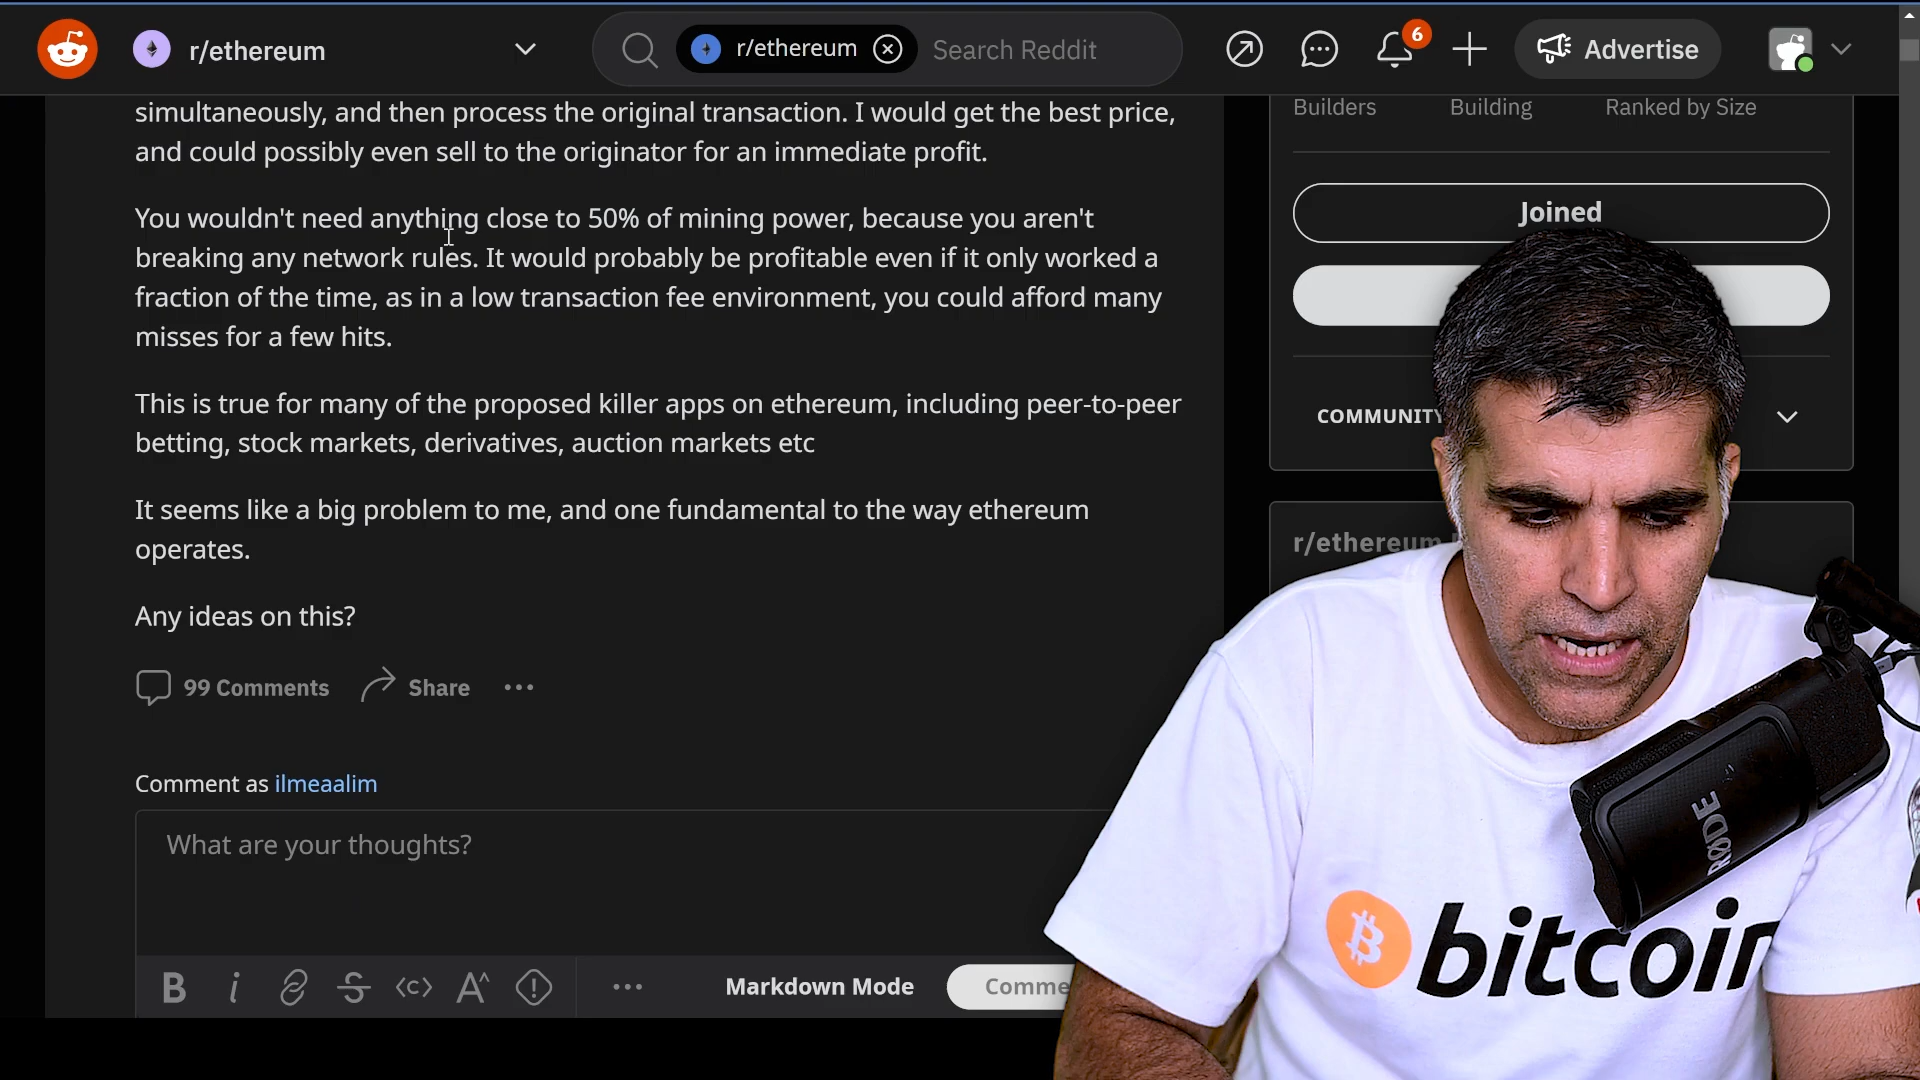 r/ethereum
r/ethereum
Search Reddit
6
Advertise
simultaneously, and then process the original transaction. I would get the best price,
and could possibly even sell to the originator for an immediate profit.
You wouldn't need anything close to 50% of mining power, because you aren't
breaking any network rules. It would probably be profitable even if it only worked a
fraction of the time, as in a low transaction fee environment, you could afford many
misses for a few hits.
This is true for many of the proposed killer apps on ethereum, including peer-to-peer
betting, stock markets, derivatives, auction markets etc
It seems like a big problem to me, and one fundamental to the way ethereum
operates.
Any ideas on this?
99 Comments
Share
Comment as ilmeaalim
What are your thoughts?
Markdown Mode
Comme
Builders
Building
Ranked by Size
Joined
COMMUNITY
r/ethereum
RØDE
bitcoin